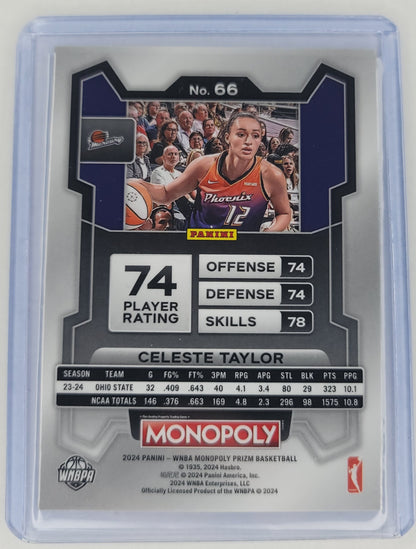 No. 66
Mercury
Phoenix
12
PANINI
74
PLAYER
RATING
OFFENSE 74
DEFENSE 74
SKILLS 78
CELESTE TAYLOR
SEASON TEAM G FG% FT% 3PM RPG APG STL BLK PTS PPG
23-24 OHIO STATE 32 .409 .643 40 4.1 3.4 80 29 323 10.1
NCAA TOTALS 146 .376 .663 169 4.8 2.3 296 98 1575 10.8
MONOPOLY
2024 PANINI – WNBA MONOPOLY PRIZM BASKETBALL
© 1935, 2024 Hasbro.
© 2024 Panini America, Inc.
2024 WNBA Enterprises, LLC
Officially Licensed Product of the WNBPA © 2024
WNBPA